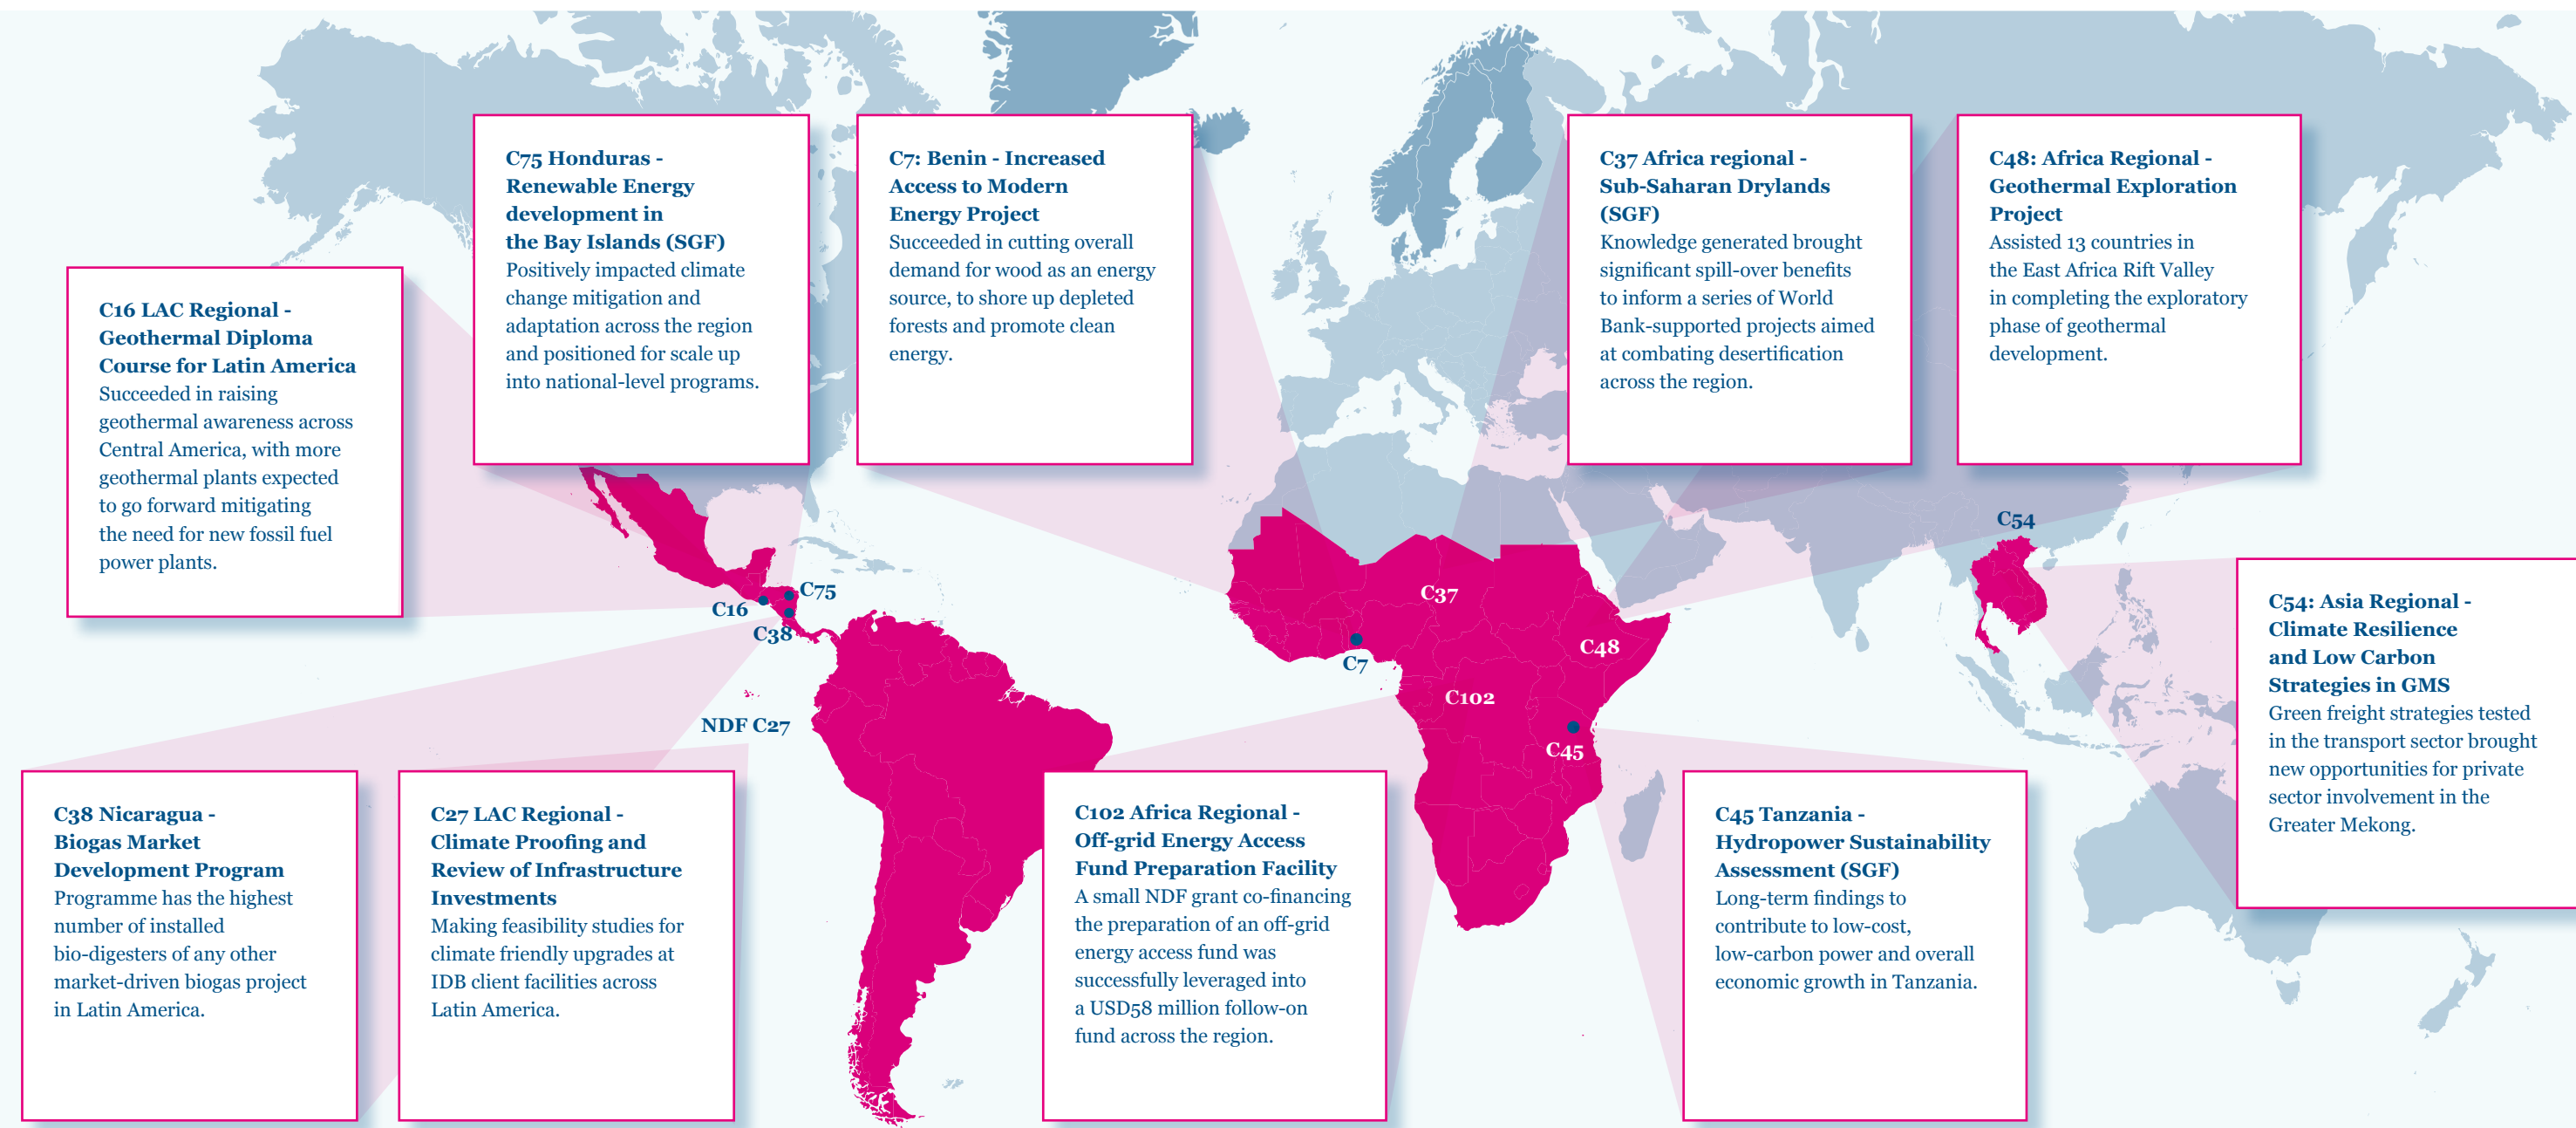 C75 Honduras -
Renewable Energy
development in
the Bay Islands (SGF)
Positively impacted climate
change mitigation and
adaptation across the region
and positioned for scale up
into national-level programs.
C7: Benin - Increased
Access to Modern
Energy Project
Succeeded in cutting overall
demand for wood as an energy
source, to shore up depleted
forests and promote clean
energy.
C37 Africa regional -
Sub-Saharan Drylands
(SGF)
Knowledge generated brought
significant spill-over benefits
to inform a series of World
Bank-supported projects aimed
at combating desertification
across the region.
C48: Africa Regional -
Geothermal Exploration
Project
Assisted 13 countries in
the East Africa Rift Valley
in completing the exploratory
phase of geothermal
development.
C16 LAC Regional -
Geothermal Diploma
Course for Latin America
Succeeded in raising
geothermal awareness across
Central America, with more
geothermal plants expected
to go forward mitigating
the need for new fossil fuel
power plants.
C54
C75
C16
C38
C37
C48
C7
C102
NDF C27
C45
C54: Asia Regional -
Climate Resilience
and Low Carbon
Strategies in GMS
Green freight strategies tested
in the transport sector brought
new opportunities for private
sector involvement in the
Greater Mekong.
C38 Nicaragua -
Biogas Market
Development Program
Programme has the highest
number of installed
bio-digesters of any other
market-driven biogas project
in Latin America.
C27 LAC Regional -
Climate Proofing and
Review of Infrastructure
Investments
Making feasibility studies for
climate friendly upgrades at
IDB client facilities across
Latin America.
C102 Africa Regional -
Off-grid Energy Access
Fund Preparation Facility
A small NDF grant co-financing
the preparation of an off-grid
energy access fund was
successfully leveraged into
a USD58 million follow-on
fund across the region.
C45 Tanzania -
Hydropower Sustainability
Assessment (SGF)
Long-term findings to
contribute to low-cost,
low-carbon power and overall
economic growth in Tanzania.